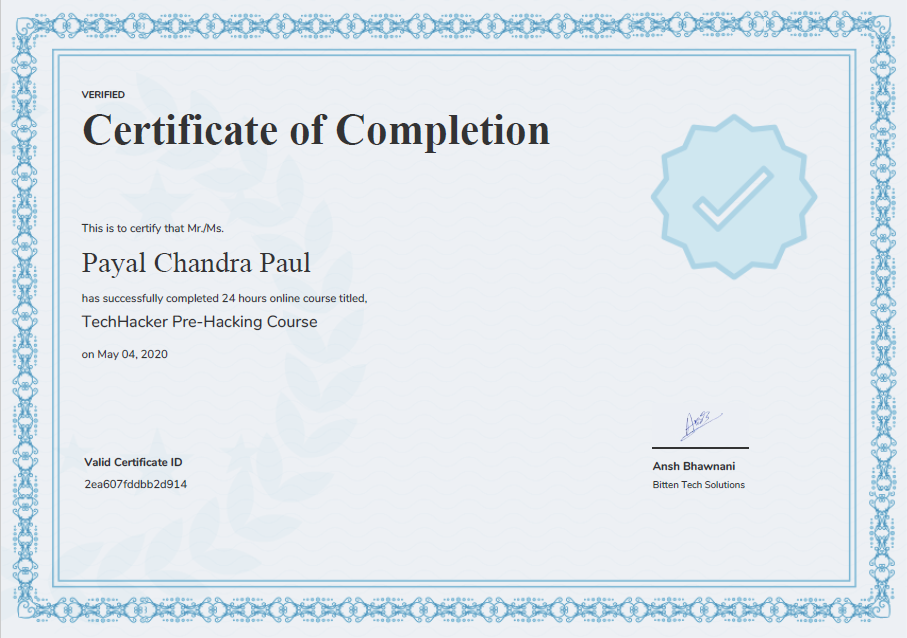 VERIFIED
Certificate of Completion
This is to certify that Mr./Ms.
Payal Chandra Paul
has successfully completed 24 hours online course titled,
TechHacker Pre-Hacking Course
on May 04, 2020
Valid Certificate ID
2ea607fddbb2d914
Ansh Bhawnani
Bitten Tech Solutions